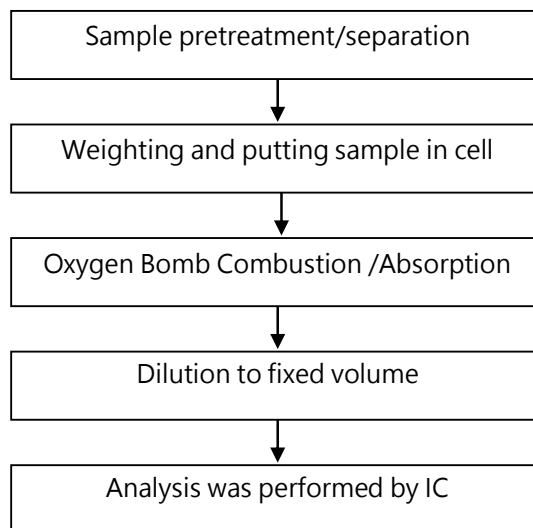 Sample pretreatment/separation
Weighting and putting sample in cell
Oxygen Bomb Combustion /Absorption
Dilution to fixed volume
Analysis was performed by IC